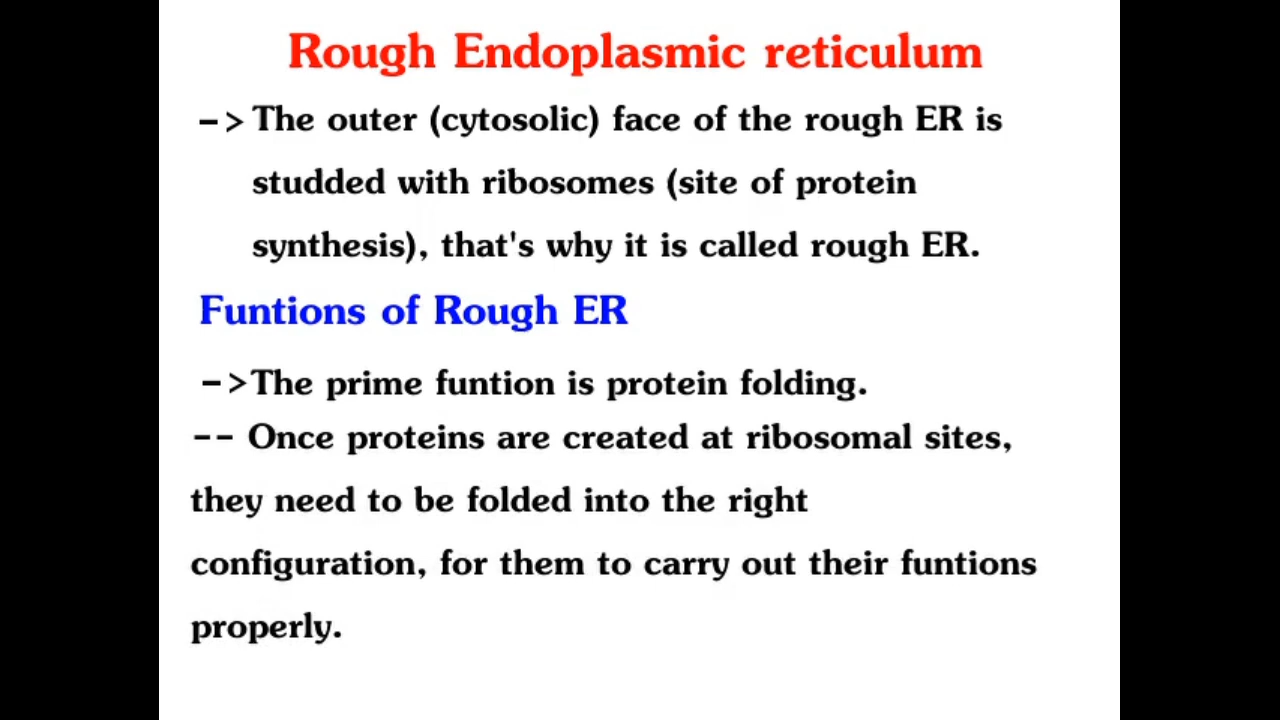 Rough Endoplasmic reticulum
-> The outer (cytosolic) face of the rough ER is
studded with ribosomes (site of protein
synthesis), that's why it is called rough ER.
Funtions of Rough ER
->The prime funtion is protein folding.
-- Once proteins are created at ribosomal sites,
they need to be folded into the right
configuration, for them to carry out their funtions
properly.